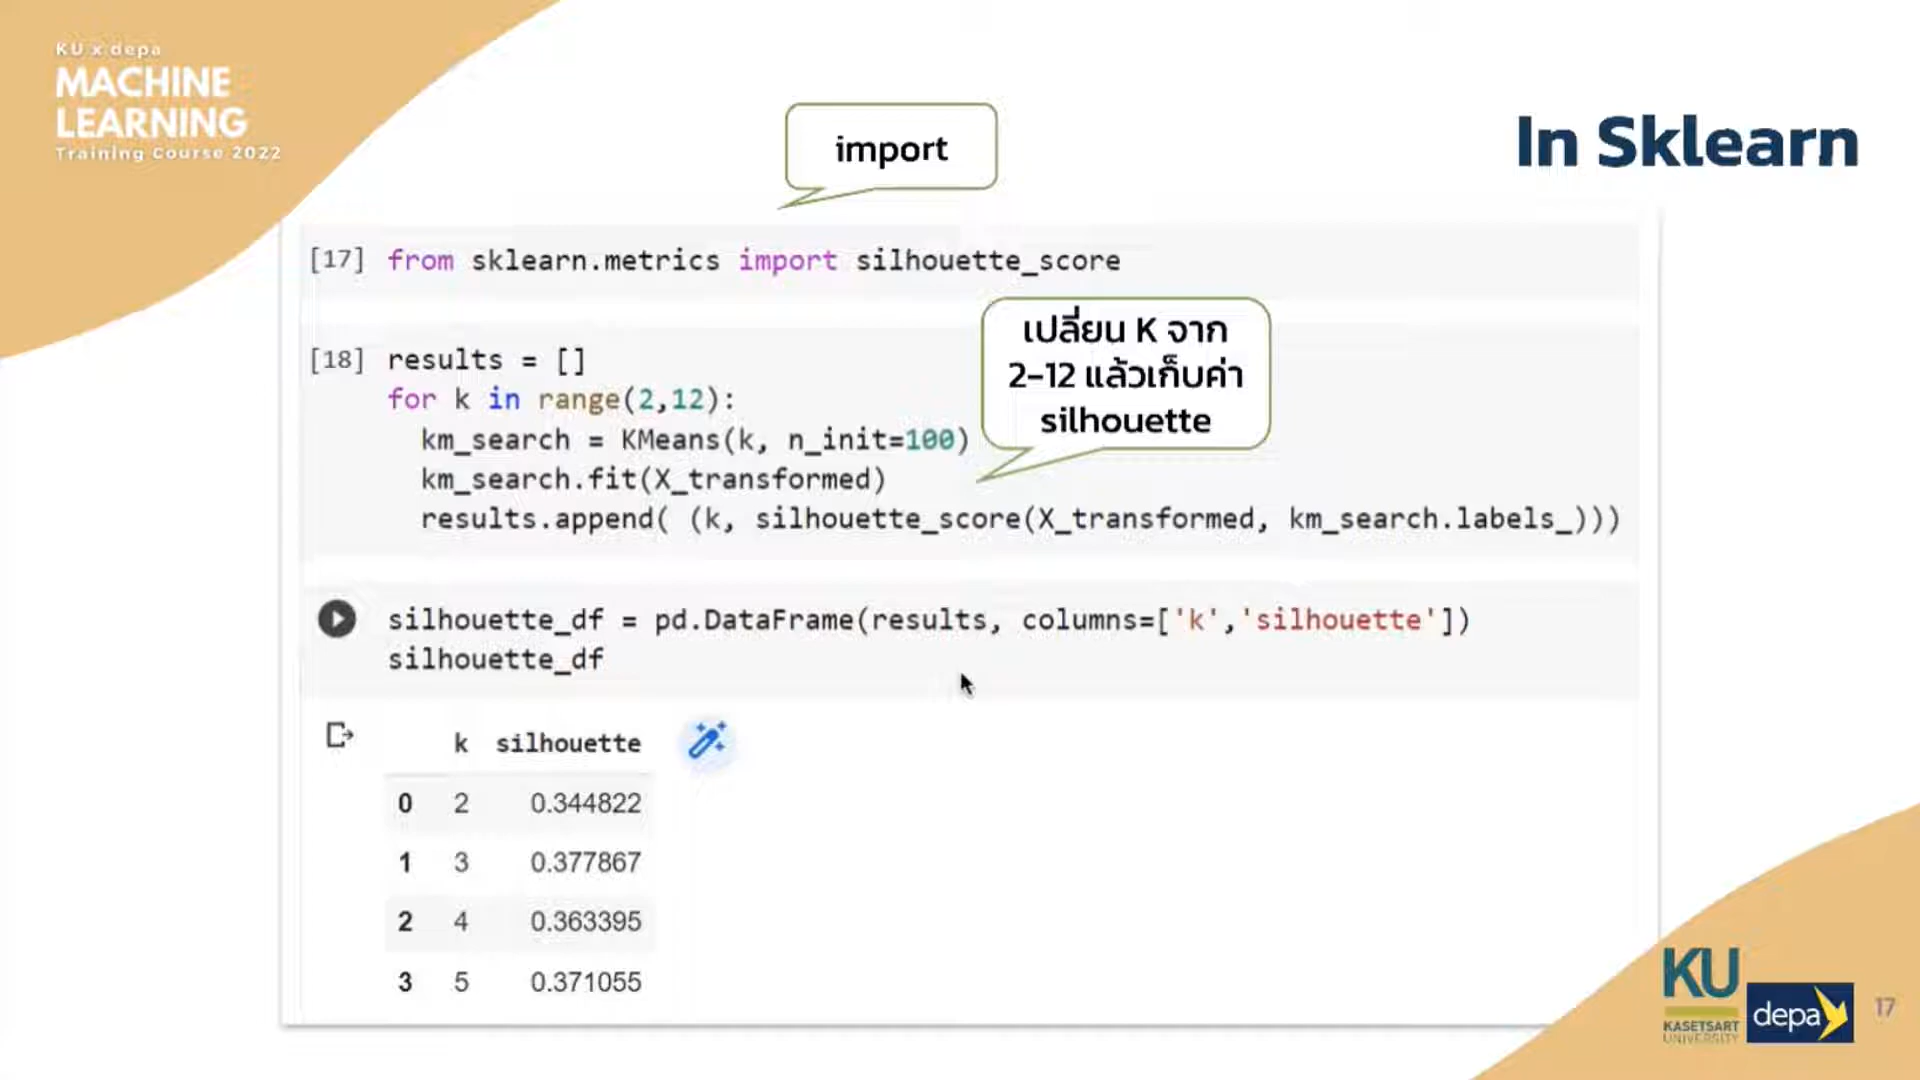 KU x depa
MACHINE
LEARNING
Training Course 2022
In Sklearn
import
[17] from sklearn.metrics import silhouette_score
เปลี่ยน K จาก
2-12 แล้วเก็บค่า
silhouette
[18] results = []
for k in range(2,12):
km_search = KMeans(k, n_init=100)
km_search.fit(X_transformed)
results.append( (k, silhouette_score(X_transformed, km_search.labels_)))
silhouette_df = pd.DataFrame(results, columns=['k','silhouette'])
silhouette_df
k silhouette
0 2 0.344822
1 3 0.377867
2 4 0.363395
3 5 0.371055
KU
KASETSART
UNIVERSITY
depa
17